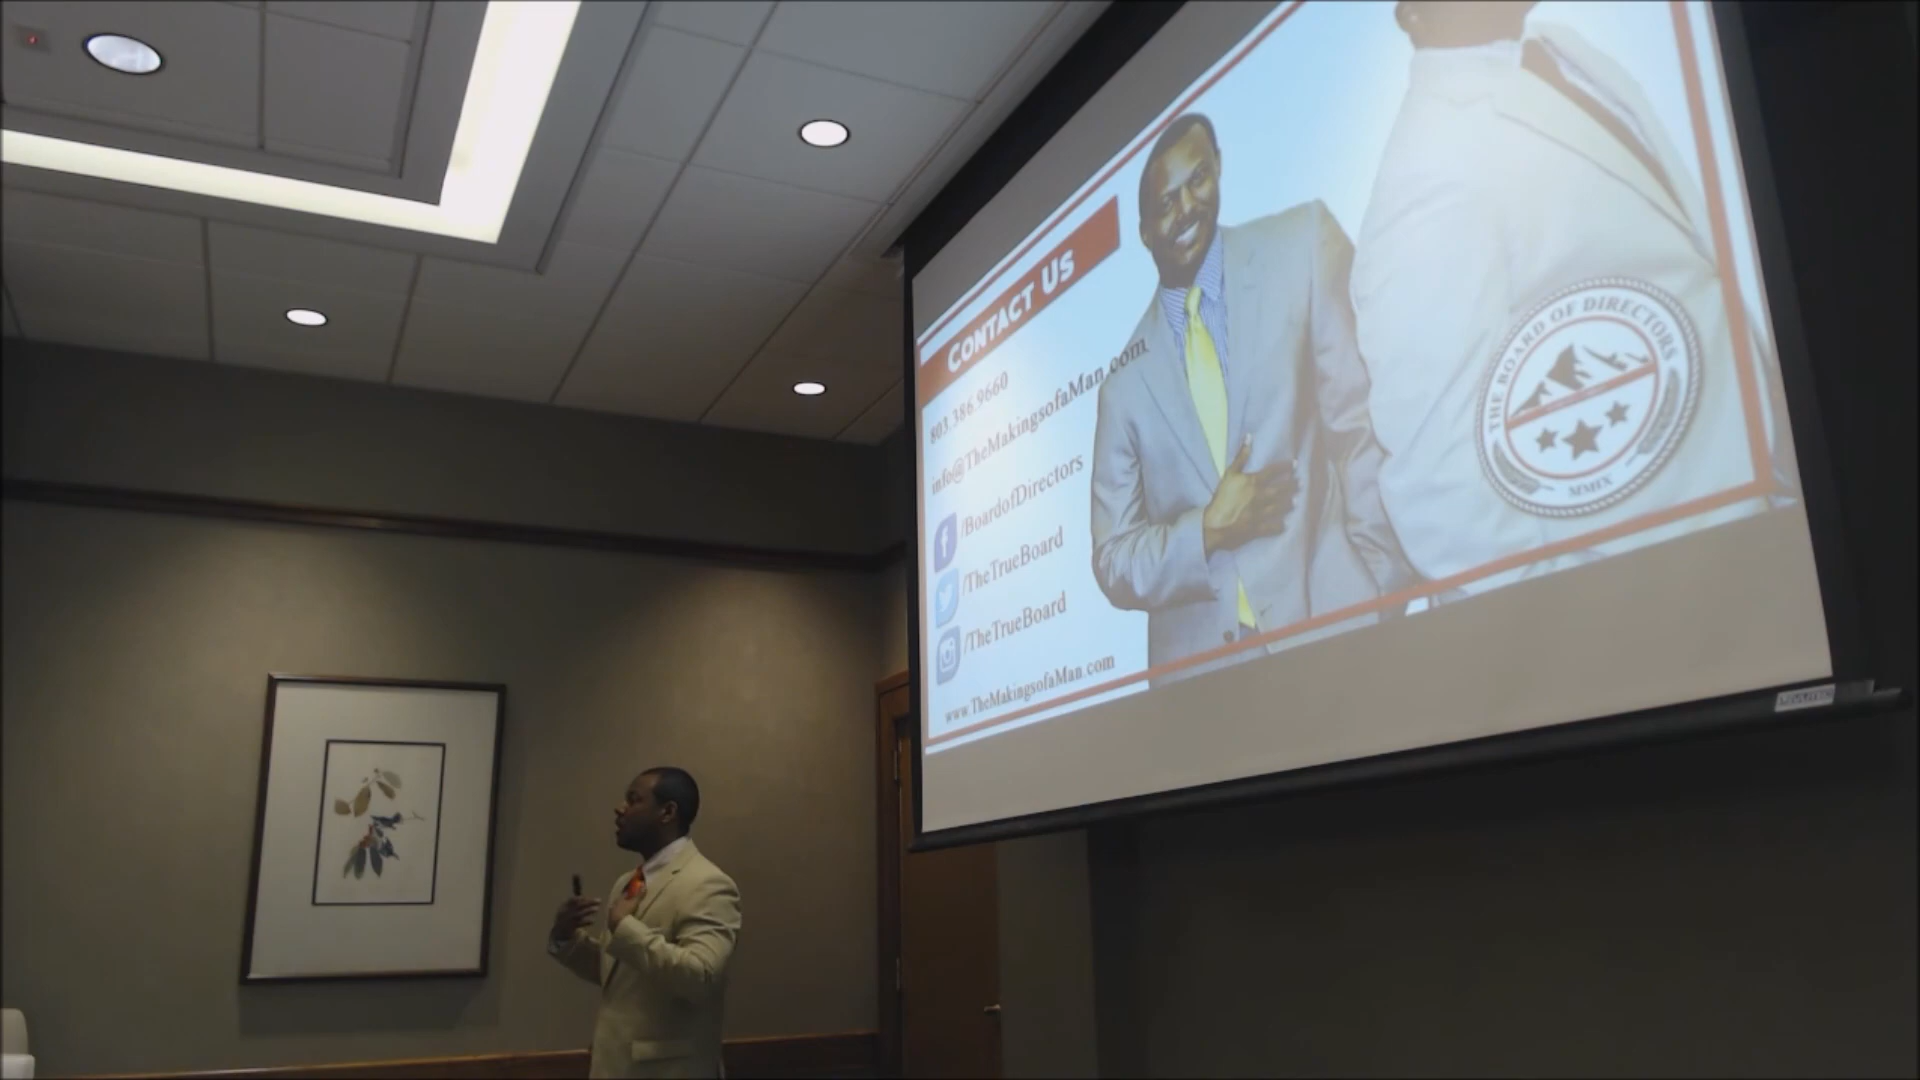 Contact Us
803.386.9660
info@TheMakingsofaMan.com
/BoardofDirectors
/TheTrueBoard
/TheTrueBoard
www.TheMakingsofaMan.com
THE BOARD OF DIRECTORS
MMIX